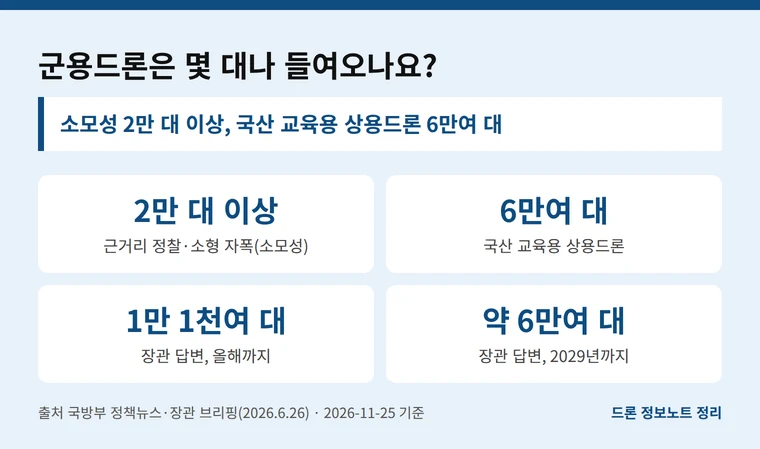 군용드론은 몇 대나 들여오나요?
소모성 2만 대 이상, 국산 교육용 상용드론 6만여 대
2만 대 이상
근거리 정찰·소형 자폭(소모성)
6만여 대
국산 교육용 상용드론
1만 1천여 대
장관 답변, 올해까지
약 6만여 대
장관 답변, 2029년까지
출처 국방부 정책뉴스·장관 브리핑(2026.6.26) · 2026-11-25 기준
드론 정보노트 정리